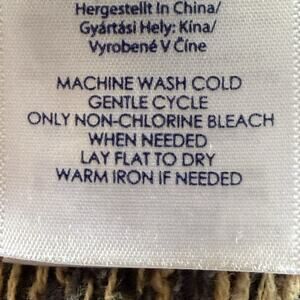 Hergestellt In China/
Gyártási Hely: Kína/
Vyrobené V Číne
MACHINE WASH COLD
GENTLE CYCLE
ONLY NON-CHLORINE BLEACH
WHEN NEEDED
LAY FLAT TO DRY
WARM IRON IF NEEDED